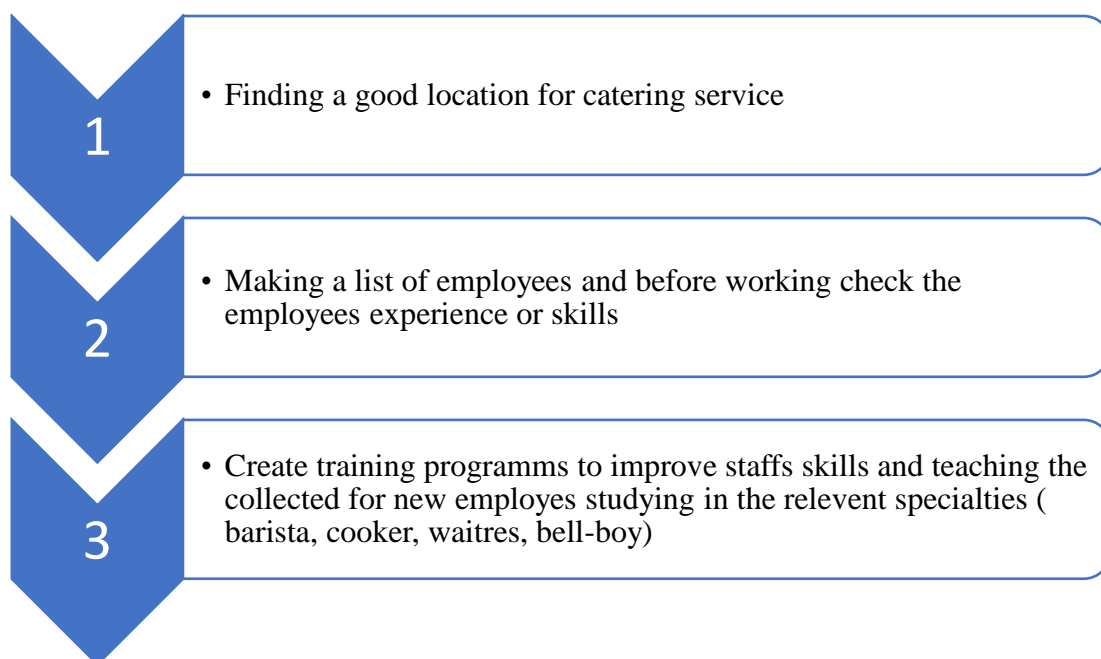 1
• Finding a good location for catering service
2
• Making a list of employees and before working check the
employees experience or skills
3
• Create training programms to improve staffs skills and teaching the
collected for new employes studying in the relevent specialties (
barista, cooker, waitres, bell-boy)